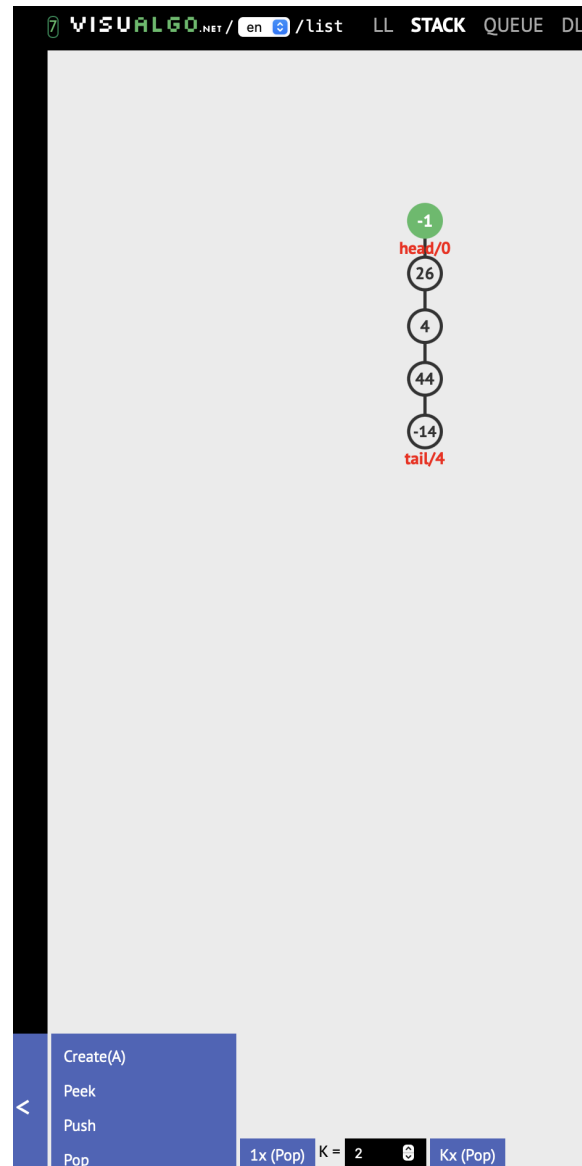 7 VISUALGO.NET / en /list LL STACK QUEUE DL
-1
head/0
26
4
44
-14
tail/4
Create(A)
Peek
<
Push
Pop 1x (Pop) K = 2 Kx (Pop)